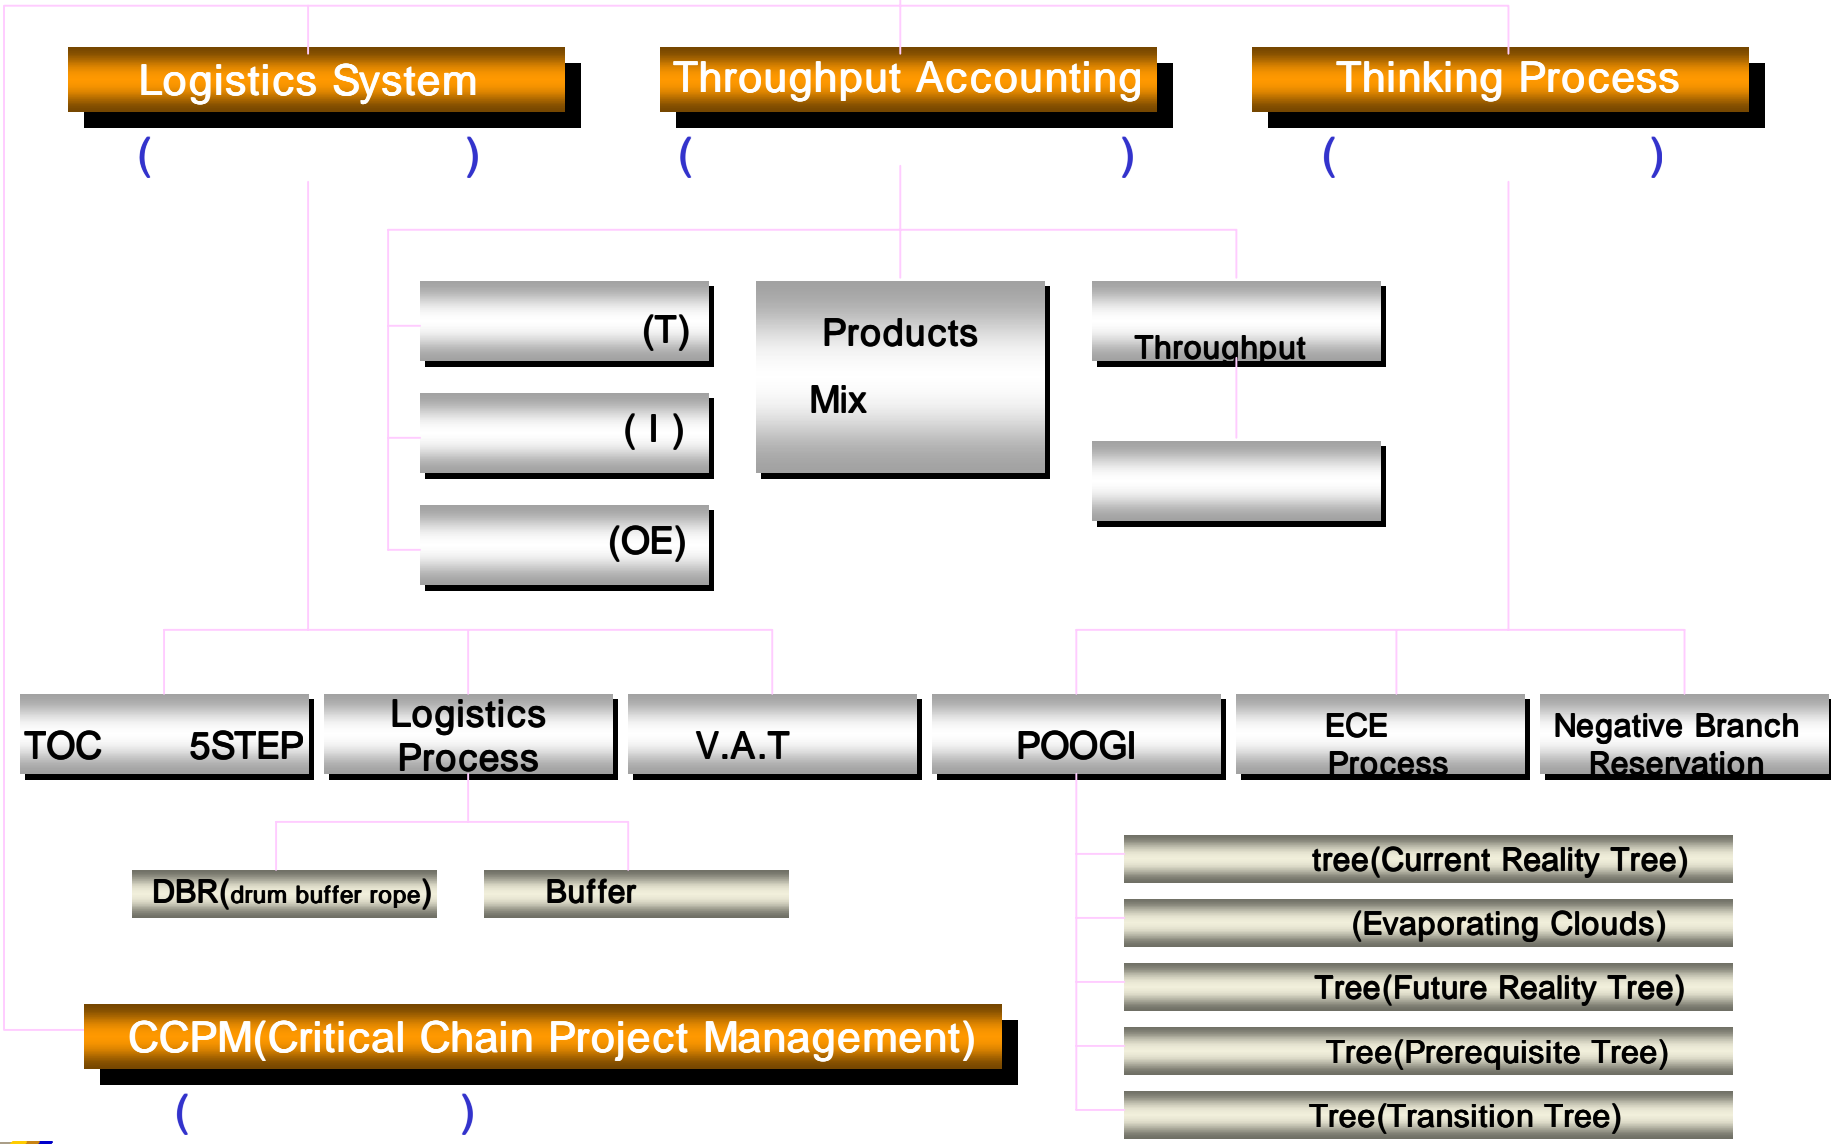 Logistics System
Throughput Accounting
Thinking Process
( )
( )
( )
(T)
( I )
(OE)
Products
Mix
Throughput
TOC 5STEP
Logistics
Process
V.A.T
POOGI
ECE
Process
Negative Branch
Reservation
DBR(drum buffer rope)
Buffer
tree(Current Reality Tree)
(Evaporating Clouds)
Tree(Future Reality Tree)
Tree(Prerequisite Tree)
Tree(Transition Tree)
CCPM(Critical Chain Project Management)
( )